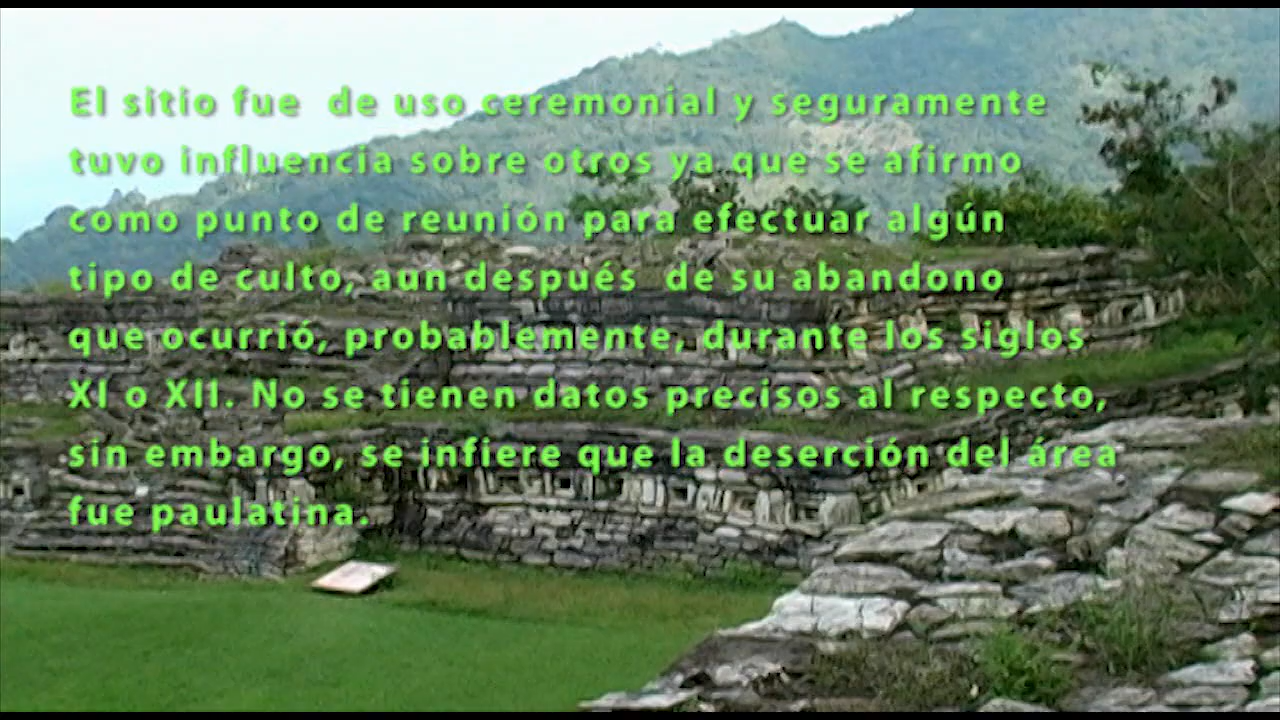 El sitio fue  de uso ceremonial y seguramente
tuvo influencia sobre otros ya que se afirmo
como punto de reunión para efectuar algún
tipo de culto, aun después  de su abandono
que ocurrió, probablemente, durante los siglos
XI o XII. No se tienen datos precisos al respecto,
sin embargo, se infiere que la deserción del área
fue paulatina.